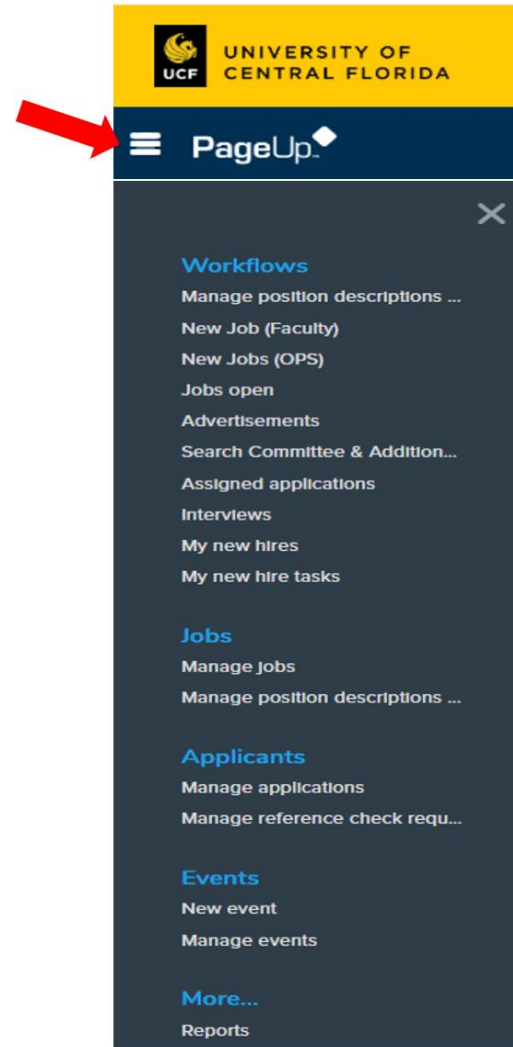 UCF
UNIVERSITY OF
CENTRAL FLORIDA
PageUp™
Workflows
Manage position descriptions ...
New Job (Faculty)
New Jobs (OPS)
Jobs open
Advertisements
Search Committee & Addition...
Assigned applications
Interviews
My new hires
My new hire tasks
Jobs
Manage jobs
Manage position descriptions ...
Applicants
Manage applications
Manage reference check requ...
Events
New event
Manage events
More...
Reports